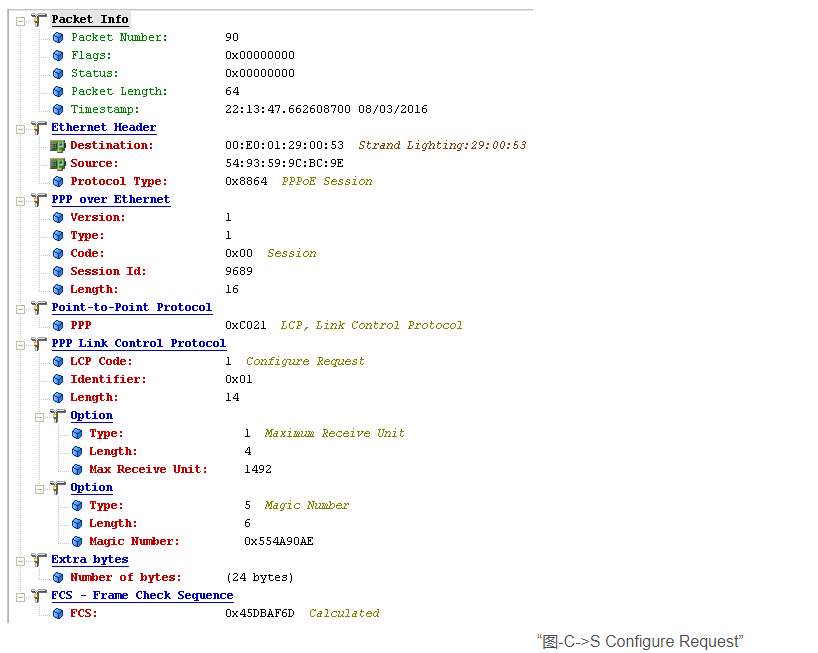 Packet Info
Packet Number: 90
Flags: 0x00000000
Status: 0x00000000
Packet Length: 64
Timestamp: 22:13:47.662608700 08/03/2016
Ethernet Header
Destination: 00:E0:01:29:00:53 Strand Lighting:29:00:53
Source: 54:93:59:9C:BC:9E
Protocol Type: 0x8864 PPPoE Session
PPP over Ethernet
Version: 1
Type: 1
Code: 0x00 Session
Session Id: 9689
Length: 16
Point-to-Point Protocol
PPP 0xC021 LCP, Link Control Protocol
PPP Link Control Protocol
LCP Code: 1 Configure Request
Identifier: 0x01
Length: 14
Option
Type: 1 Maximum Receive Unit
Length: 4
Max Receive Unit: 1492
Option
Type: 5 Magic Number
Length: 6
Magic Number: 0x554A90AE
Extra bytes
Number of bytes: (24 bytes)
FCS - Frame Check Sequence
FCS: 0x45DBAF6D Calculated
“图-C->S Configure Request”